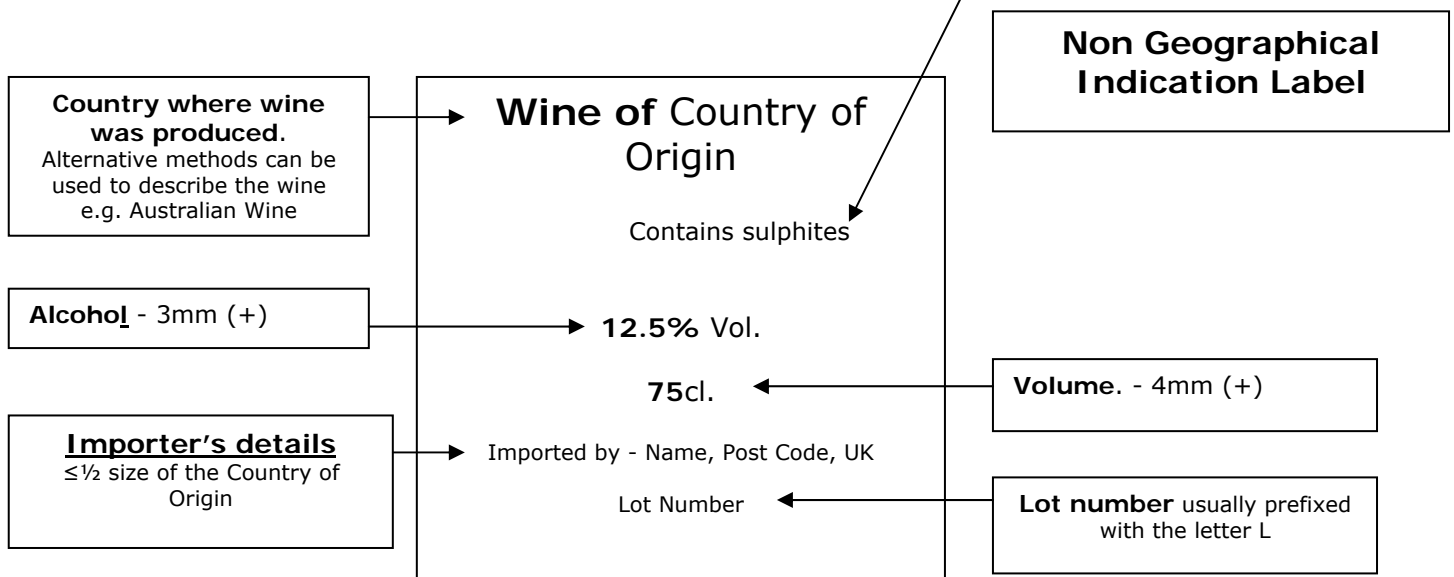 Non Geographical
Indication Label
Country where wine
was produced.
Alternative methods can be
used to describe the wine
e.g. Australian Wine
Wine of Country of
Origin
Contains sulphites
Alcohol - 3mm (+)
12.5% Vol.
75cl.
Volume. - 4mm (+)
Importer's details
≤½ size of the Country of
Origin
Imported by - Name, Post Code, UK
Lot Number
Lot number usually prefixed
with the letter L